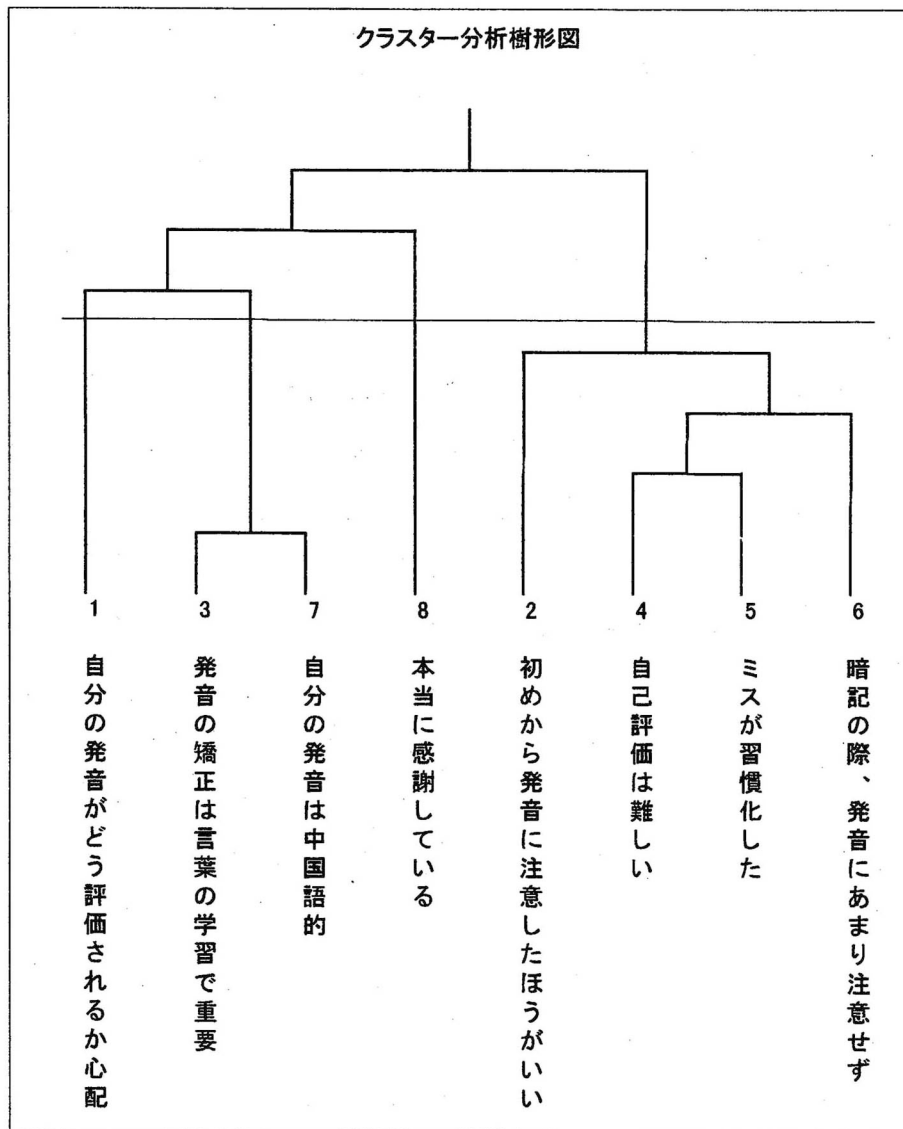 クラスター分析樹形図
1
3
7
8
2
4
5
6
自分の発音がどう評価されるか心配
発音の矯正は言葉の学習で重要
自分の発音は中国語的
本当に感謝している
初めから発音に注意したほうがいい
自己評価は難しい
ミスが習慣化した
暗記の際、発音にあまり注意せず